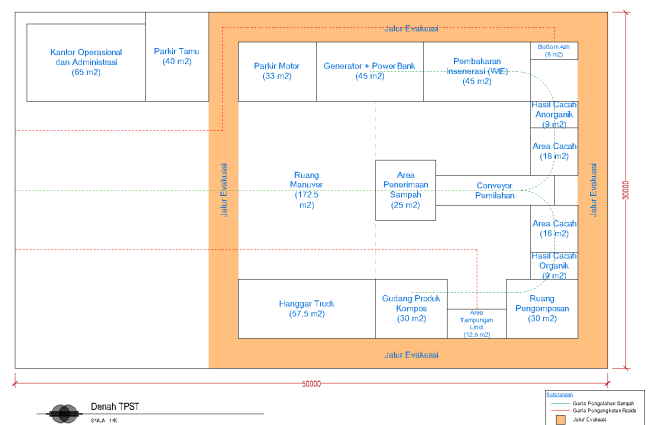 Jalur Evakuasi
Kantor Operasional
dan Administrasi
(65 m2)
Parkir Tamu
(40 m2)
Parkir Motor
(33 m2)
Generator + Power Bank
(45 m2)
Pembakaran
Insenerasi (WtE)
(45 m2)
Bottom Ash
(6 m2)
Hasil Cacah
Anorganik
(9 m2)
Area Cacah
(16 m2)
Jalur Evakuasi
Ruang
Manuver
(172.5
m2)
Area
Penerimaan
Sampah
(25 m2)
Conveyor
Pemilahan
Jalur Evakuasi
30000
Area Cacah
(16 m2)
Hasil Cacah
Organik
(9 m2)
Hanggar Truck
(57,5 m2)
Gudang Produk
Kompos
(30 m2)
Area
Tampungan
Lindi
(12.5 m2)
Ruang
Pengomposan
(30 m2)
Jalur Evakuasi
50000
Denah TPST
Keterangan
Garis Pengolahan Sampah
Garis Pengangkutan Residu
Jalur Evakuasi